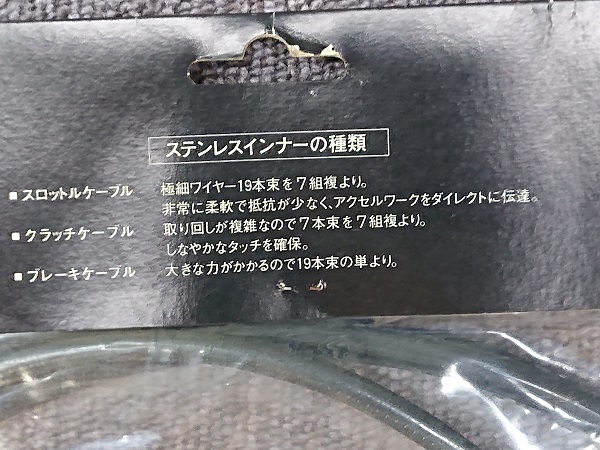 ステンレスインナーの種類
■ スロットルケーブル 極細ワイヤー19本束を7組複より。
非常に柔軟で抵抗が少なく、アクセルワークをダイレクトに伝達。
■ クラッチケーブル 取り回しが複雑なので7本束を7組複より。
しなやかなタッチを確保。
■ ブレーキケーブル 大きな力がかかるので19本束の単より。